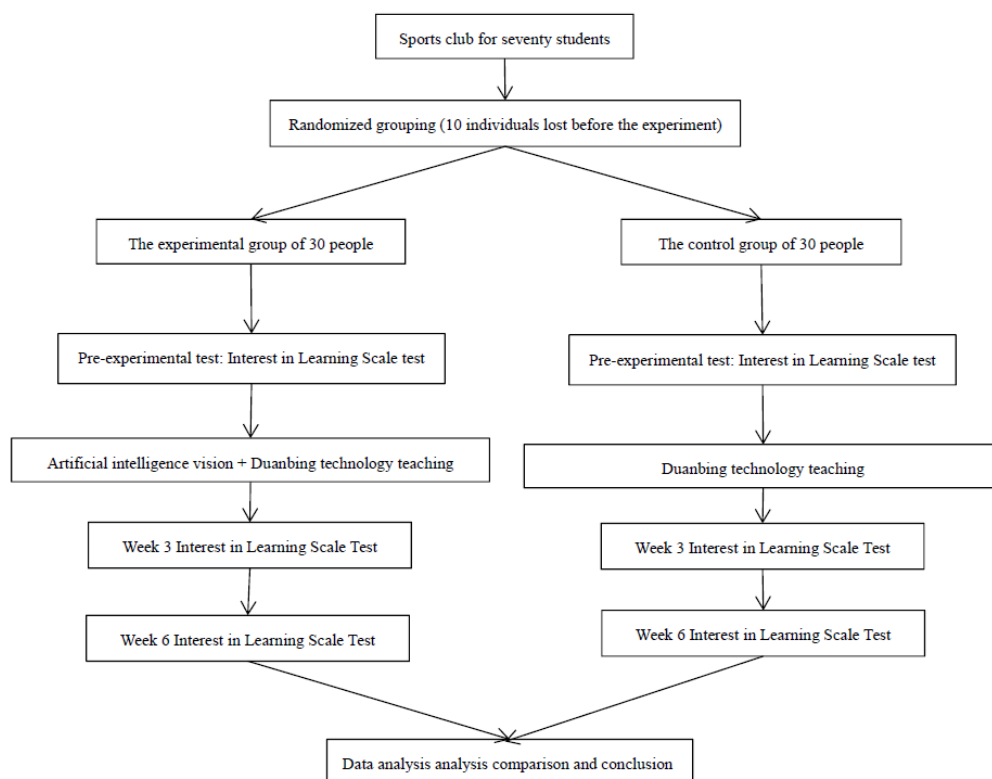 Sports club for seventy students
Randomized grouping (10 individuals lost before the experiment)
The experimental group of 30 people
The control group of 30 people
Pre-experimental test: Interest in Learning Scale test
Pre-experimental test: Interest in Learning Scale test
Artificial intelligence vision + Duanbing technology teaching
Duanbing technology teaching
Week 3 Interest in Learning Scale Test
Week 3 Interest in Learning Scale Test
Week 6 Interest in Learning Scale Test
Week 6 Interest in Learning Scale Test
Data analysis analysis comparison and conclusion